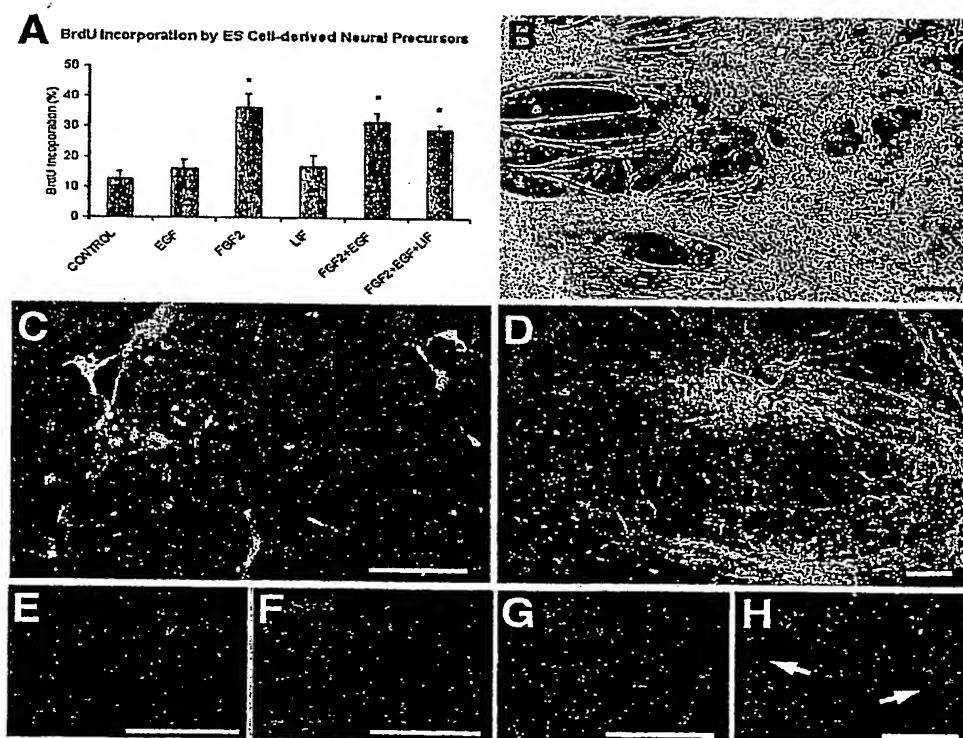 A BrdU Incorporation by ES Cell-derived Neural Precursors
BrdU Incoporation (%)
50
40
30
20
10
0
* * *
CONTROL EGF FGF2 LIF FGF2+EGF FGF2+EGF+LIF
B
C
D
E
F
G
H